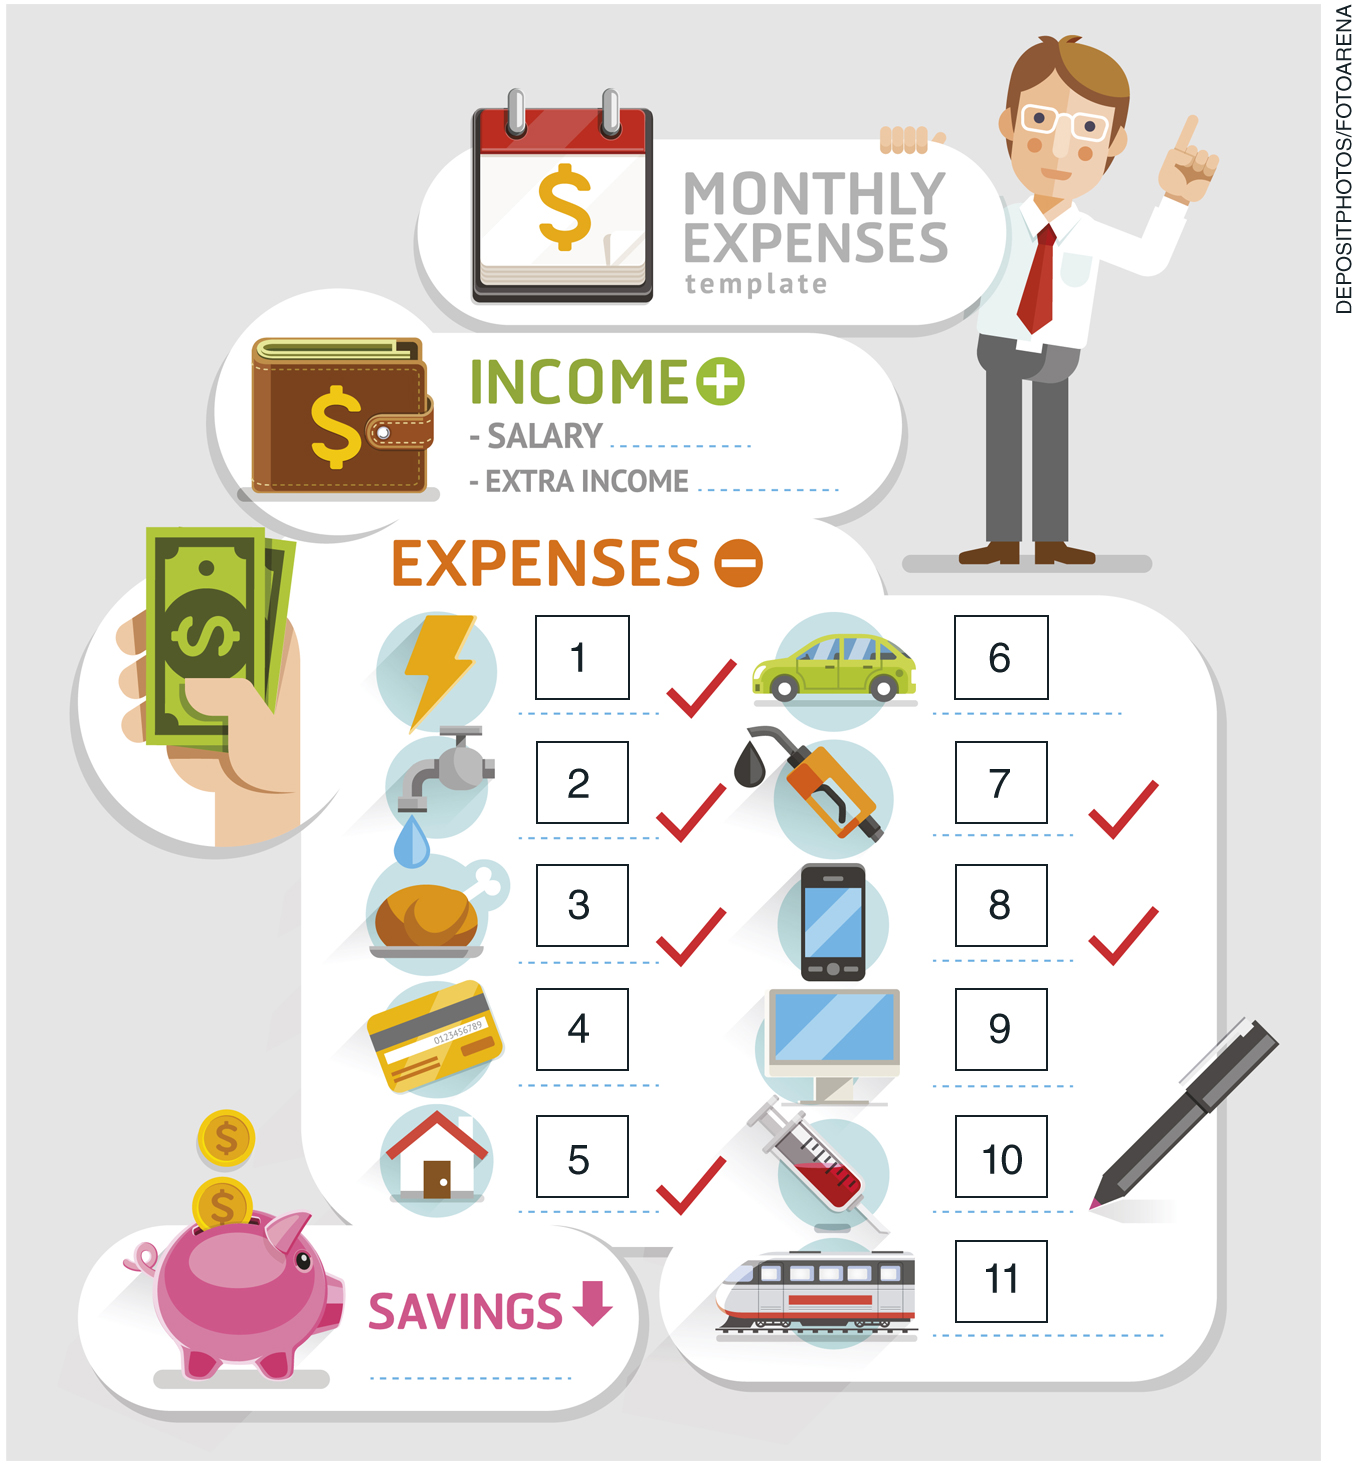 DEPOSITPHOTOS/FOTOARENA
$
MONTHLY
EXPENSES
template
$
INCOME +
- SALARY
- EXTRA INCOME
$
EXPENSES -
1
2
3
4
5
6
7
8
9
10
11
0123456789
$
$
SAVINGS